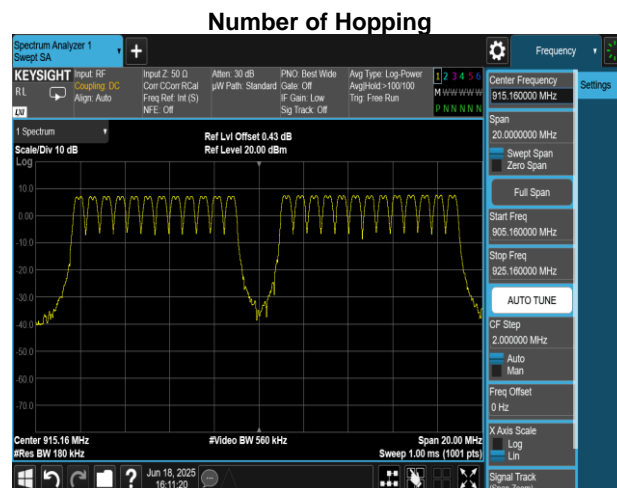 Number of Hopping
Spectrum Analyzer 1
Swept SA
Frequency
KEYSIGHT
Input: RF
Input Z: 50 Ω
Atten: 30 dB
PNO: Best Wide
Avg Type: Log-Power
1 2 3 4 5 6
RL
Coupling: DC
Corr CCorr RCal
µW Path: Standard
Gate: Off
Avg|Hold:>100/100
M W W W W W
Align: Auto
Freq Ref: Int (S)
IF Gain: Low
Trig: Free Run
NFE: Off
Sig Track: Off
P N N N N N
LXI
1 Spectrum
Ref Lvl Offset 0.43 dB
Scale/Div 10 dB
Ref Level 20.00 dBm
Log
10.0
0.00
-10.0
-20.0
-30.0
-40.0
-50.0
-60.0
-70.0
Center 915.16 MHz
#Video BW 560 kHz
Span 20.00 MHz
#Res BW 180 kHz
Sweep 1.00 ms (1001 pts)
Jun 18, 2025
16:11:20
Center Frequency
915.160000 MHz
Settings
Span
20.0000000 MHz
Swept Span
Zero Span
Full Span
Start Freq
905.160000 MHz
Stop Freq
925.160000 MHz
AUTO TUNE
CF Step
2.000000 MHz
Auto
Man
Freq Offset
0 Hz
X Axis Scale
Log
Lin
Signal Track
(Span Zoom)